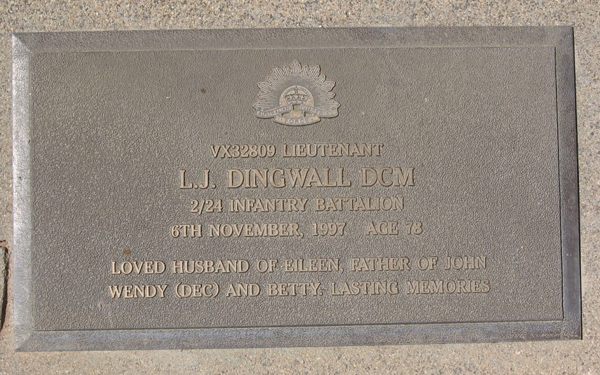 VX32809 LIEUTENANT
L.J. DINGWALL DCM
2/24 INFANTRY BATTALION
6TH NOVEMBER, 1997 AGE 78
LOVED HUSBAND OF EILEEN, FATHER OF JOHN
WENDY (DEC) AND BETTY. LASTING MEMORIES